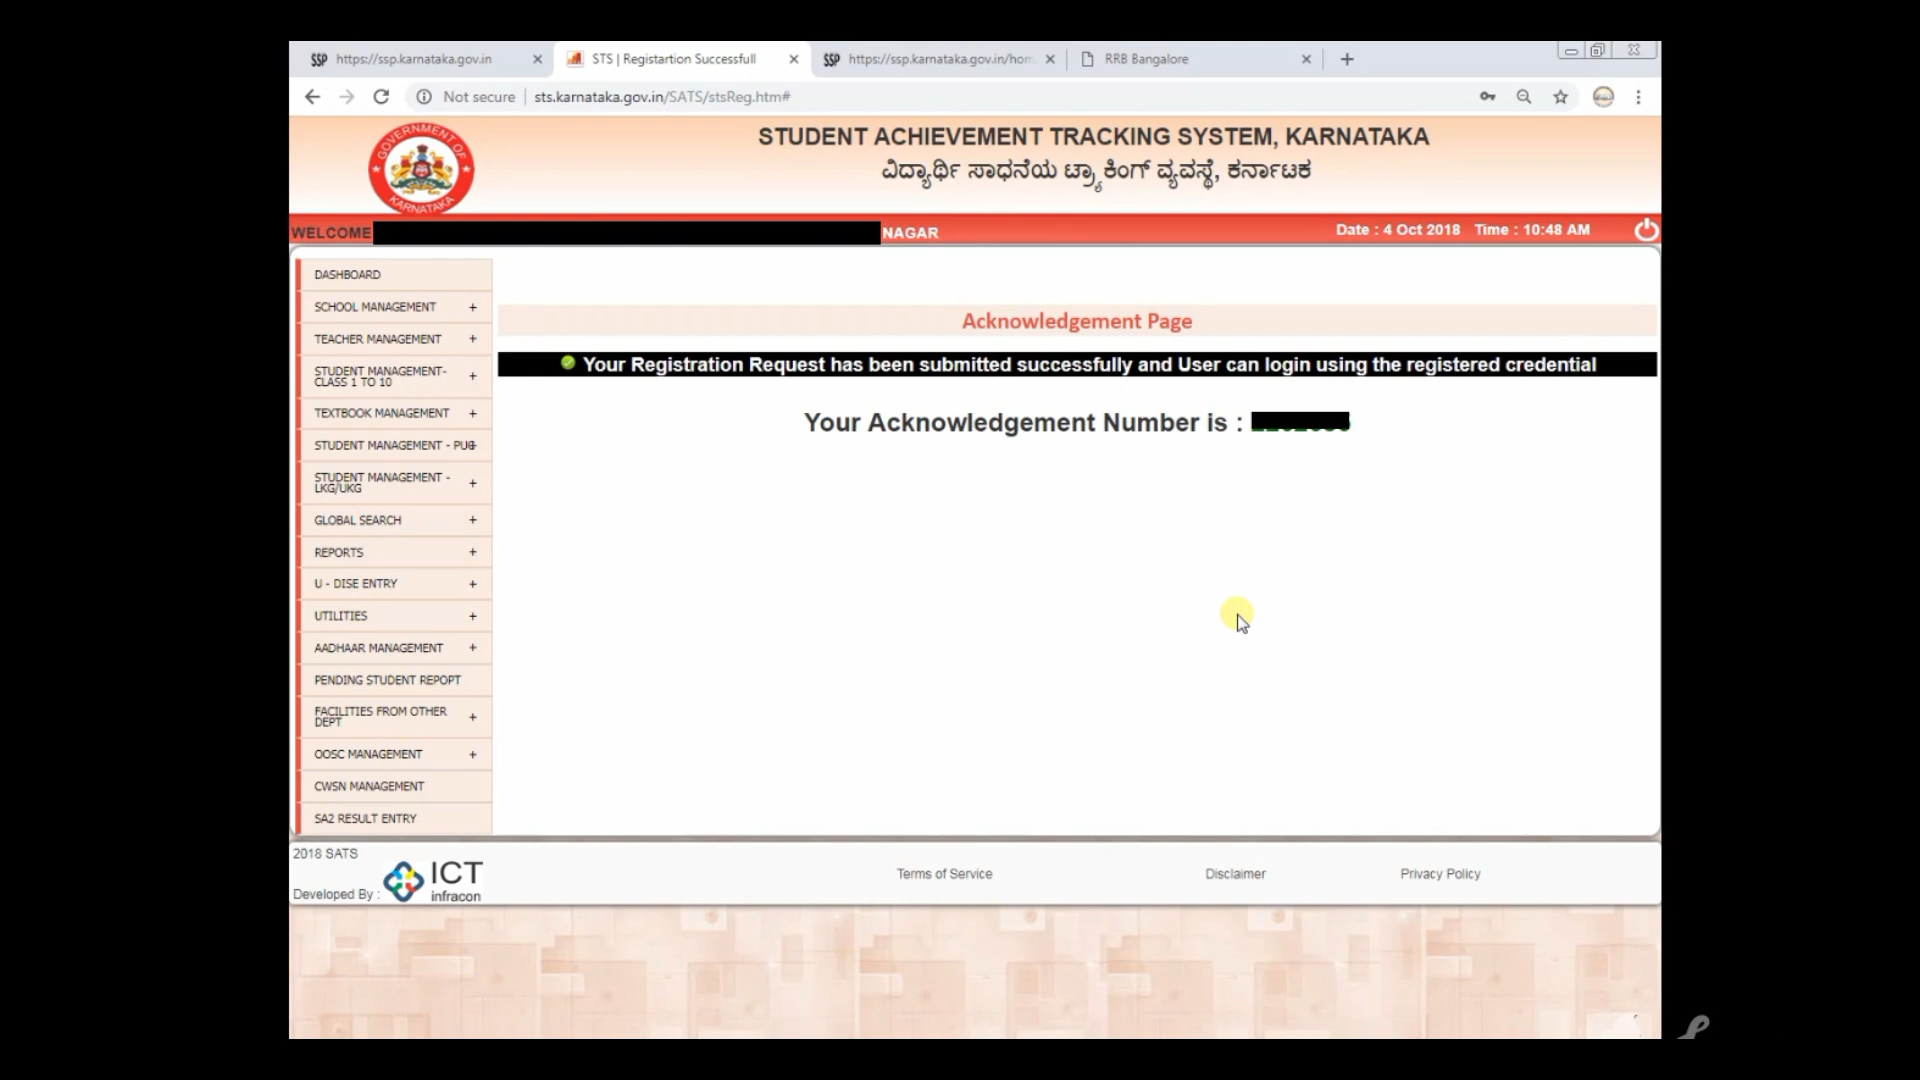 SSP https://ssp.karnataka.gov.in
STS | Registartion Successfull
SSP https://ssp.karnataka.gov.in/hom
RRB Bangalore
Not secure | sts.karnataka.gov.in/SATS/stsReg.htm#
GOVERNMENT OF
KARNATAKA
STUDENT ACHIEVEMENT TRACKING SYSTEM, KARNATAKA
ವಿದ್ಯಾರ್ಥಿ ಸಾಧನೆಯ ಟ್ರ್ಯಾಕಿಂಗ್ ವ್ಯವಸ್ಥೆ, ಕರ್ನಾಟಕ
WELCOME NAGAR Date : 4 Oct 2018 Time : 10:48 AM
DASHBOARD
SCHOOL MANAGEMENT +
TEACHER MANAGEMENT +
STUDENT MANAGEMENT-
CLASS 1 TO 10 +
TEXTBOOK MANAGEMENT +
STUDENT MANAGEMENT - PUC +
STUDENT MANAGEMENT -
LKG/UKG +
GLOBAL SEARCH +
REPORTS +
U - DISE ENTRY +
UTILITIES +
AADHAAR MANAGEMENT +
PENDING STUDENT REPOPT
FACILITIES FROM OTHER
DEPT +
OOSC MANAGEMENT +
CWSN MANAGEMENT
SA2 RESULT ENTRY
Acknowledgement Page
Your Registration Request has been submitted successfully and User can login using the registered credential
Your Acknowledgement Number is :
2018 SATS
Developed By :
ICT
infracon
Terms of Service
Disclaimer
Privacy Policy